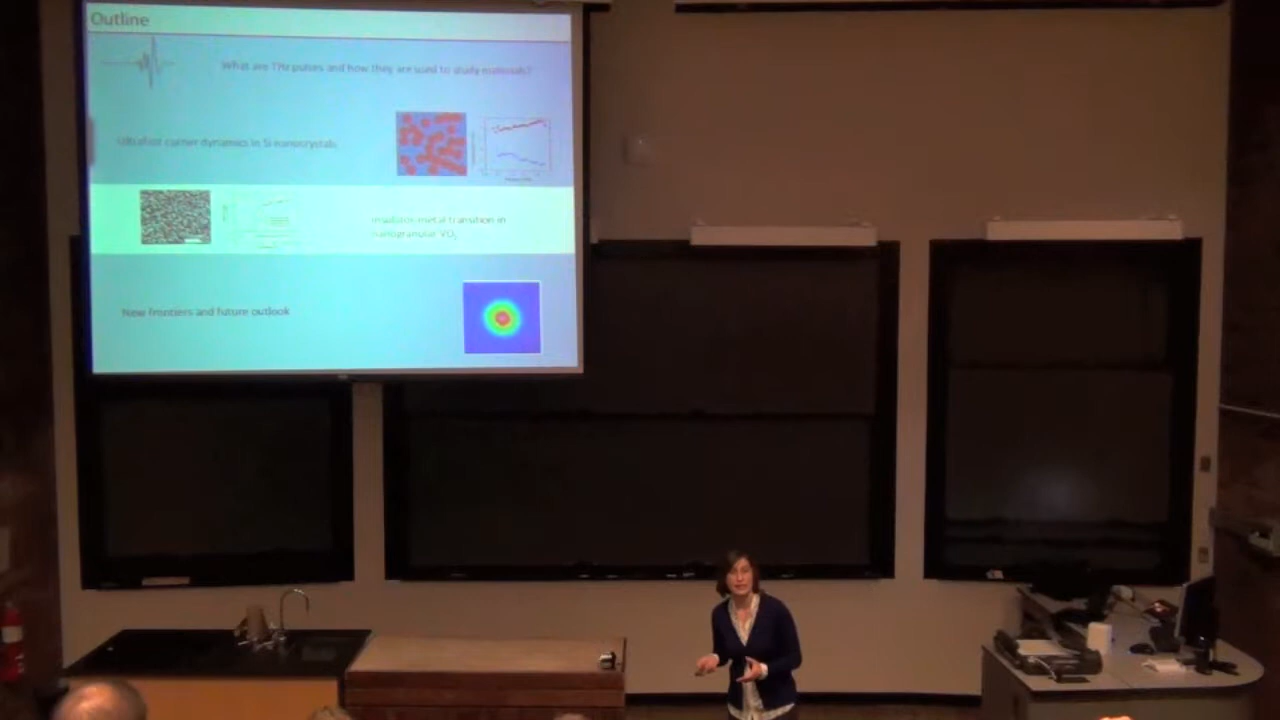 Outline
What are THz pulses and how they are used to study materials?
Ultrafast carrier dynamics in Si nanocrystals
Insulator-metal transition in
nanogranular VO2
New frontiers and future outlook